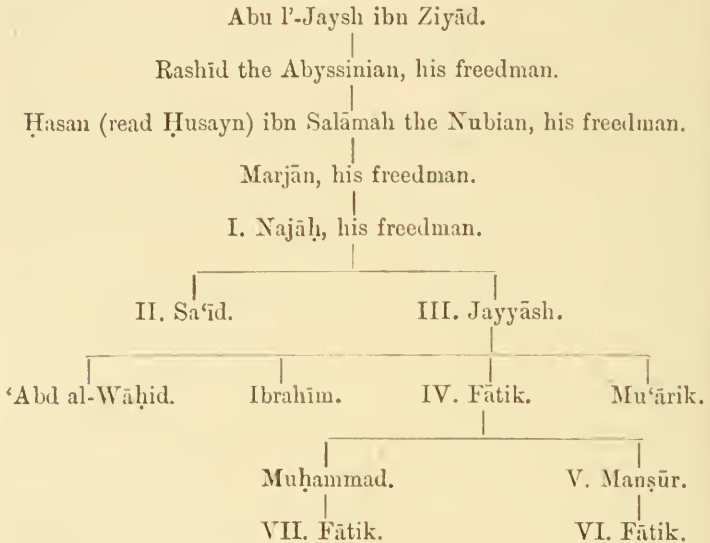 Abu l’-Jaysh ibn Ziyād.
Rashīd the Abyssinian, his freedman.
Ḥasan (read Ḥusayn) ibn Salāmah the Nubian, his freedman.
Marjān, his freedman.
I. Najāḥ, his freedman.
II. Sa‘īd. III. Jayyāsh.
‘Abd al-Wāḥid. Ibrahīm. IV. Fātik. Mu‘ārik.
Muḥammad. V. Manṣūr.
VII. Fātik. VI. Fātik.